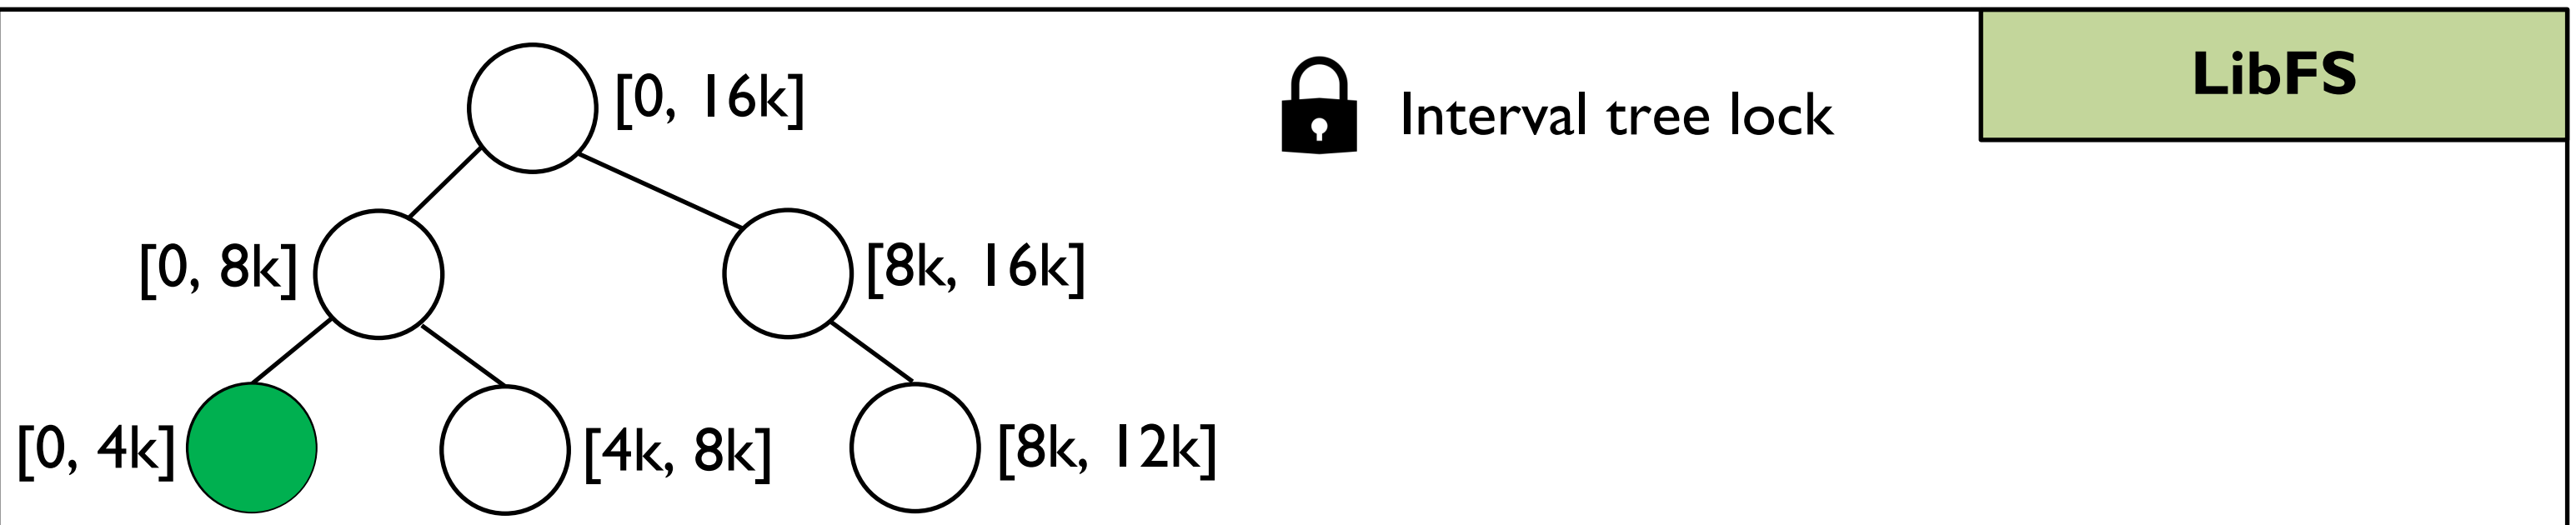 LibFS
[0, 16k]
Interval tree lock
[0, 8k]
[8k, 16k]
[0, 4k]
[4k, 8k]
[8k, 12k]